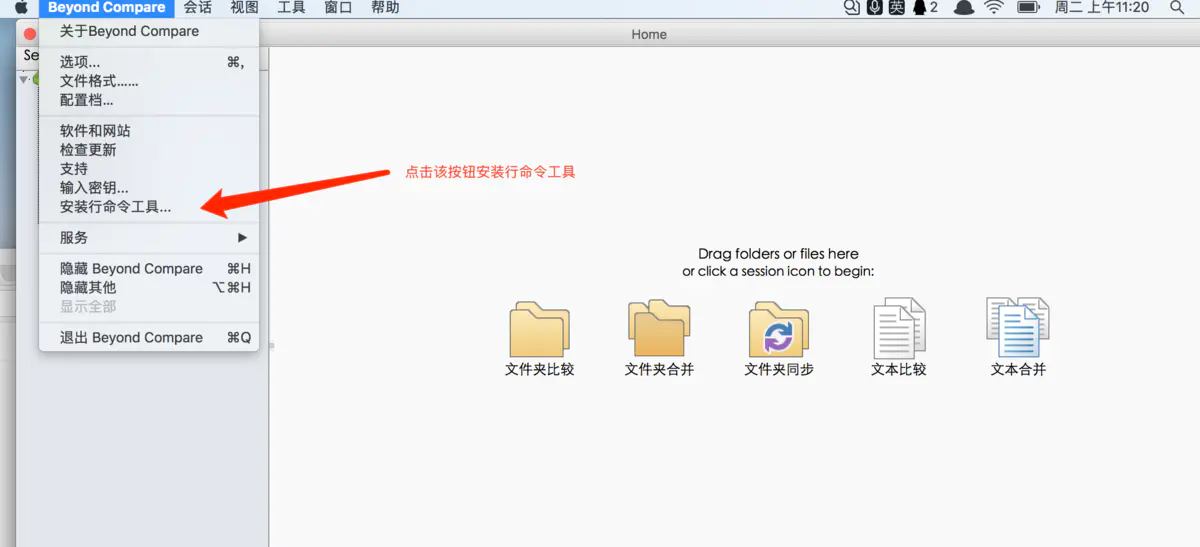 Beyond Compare 会话 视图 工具 窗口 帮助 英 2 周二 上午11:20
关于Beyond Compare
Home
Se
选项... ⌘,
文件格式……
配置档...
软件和网站
检查更新
支持
输入密钥...
安装行命令工具...
点击该按钮安装行命令工具
服务
隐藏 Beyond Compare ⌘H
隐藏其他 ⌥⌘H
显示全部
退出 Beyond Compare ⌘Q
Drag folders or files here
or click a session icon to begin:
文件夹比较 文件夹合并 文件夹同步 文本比较 文本合并